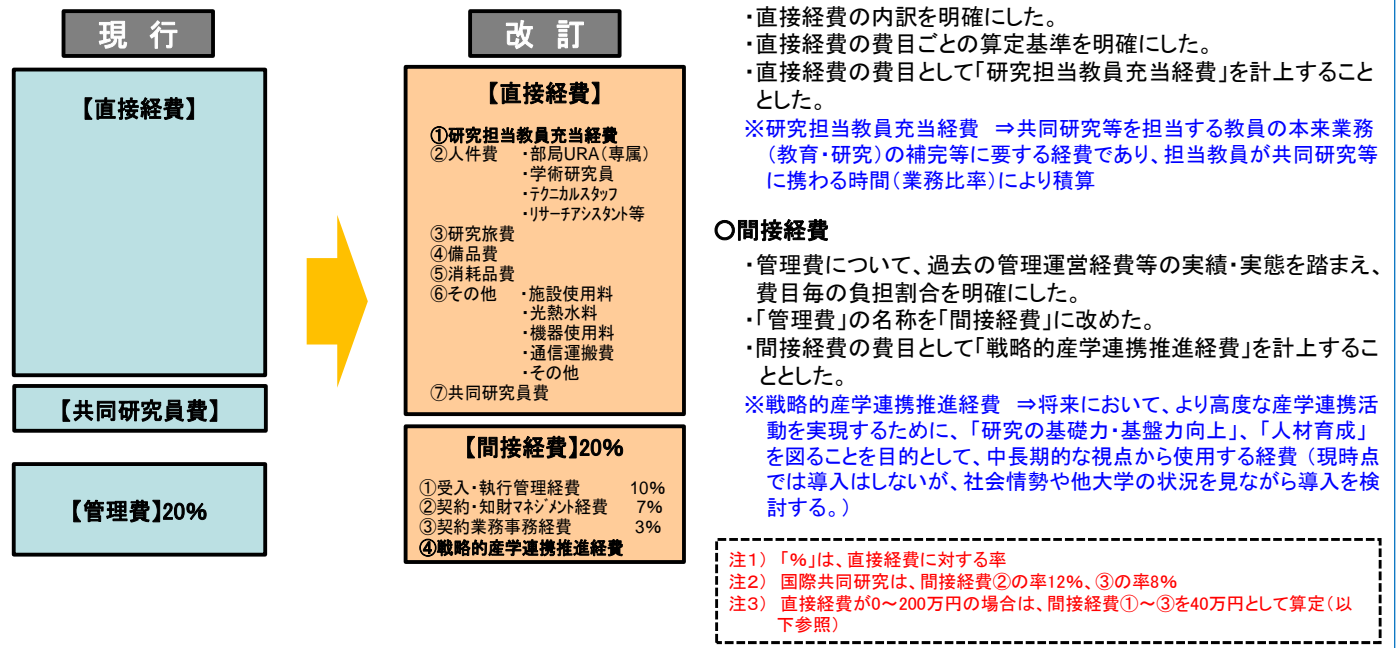 現 行
【直接経費】
【共同研究員費】
【管理費】20%
改 訂
【直接経費】
①研究担当教員充当経費
②人件費 ・部局URA(専属)
・学術研究員
・テクニカルスタッフ
・リサーチアシスタント等
③研究旅費
④備品費
⑤消耗品費
⑥その他 ・施設使用料
・光熱水料
・機器使用料
・通信運搬費
・その他
⑦共同研究員費
【間接経費】20%
①受入・執行管理経費 10%
②契約・知財マネジメント経費 7%
③契約業務事務経費 3%
④戦略的産学連携推進経費
・直接経費の内訳を明確にした。
・直接経費の費目ごとの算定基準を明確にした。
・直接経費の費目として「研究担当教員充当経費」を計上すること
とした。
※研究担当教員充当経費 ⇒共同研究等を担当する教員の本来業務
(教育・研究)の補完等に要する経費であり、担当教員が共同研究等
に携わる時間(業務比率)により積算
〇間接経費
・管理費について、過去の管理運営経費等の実績・実態を踏まえ、
費目毎の負担割合を明確にした。
・「管理費」の名称を「間接経費」に改めた。
・間接経費の費目として「戦略的産学連携推進経費」を計上するこ
ととした。
※戦略的産学連携推進経費 ⇒将来において、より高度な産学連携活
動を実現するために、「研究の基礎力・基盤力向上」、「人材育成」
を図ることを目的として、中長期的な視点から使用する経費(現時点
では導入はしないが、社会情勢や他大学の状況を見ながら導入を検
討する。)
注1) 「%」は、直接経費に対する率
注2) 国際共同研究は、間接経費②の率12%、③の率8%
注3) 直接経費が0~200万円の場合は、間接経費①~③を40万円として算定(以
下参照)